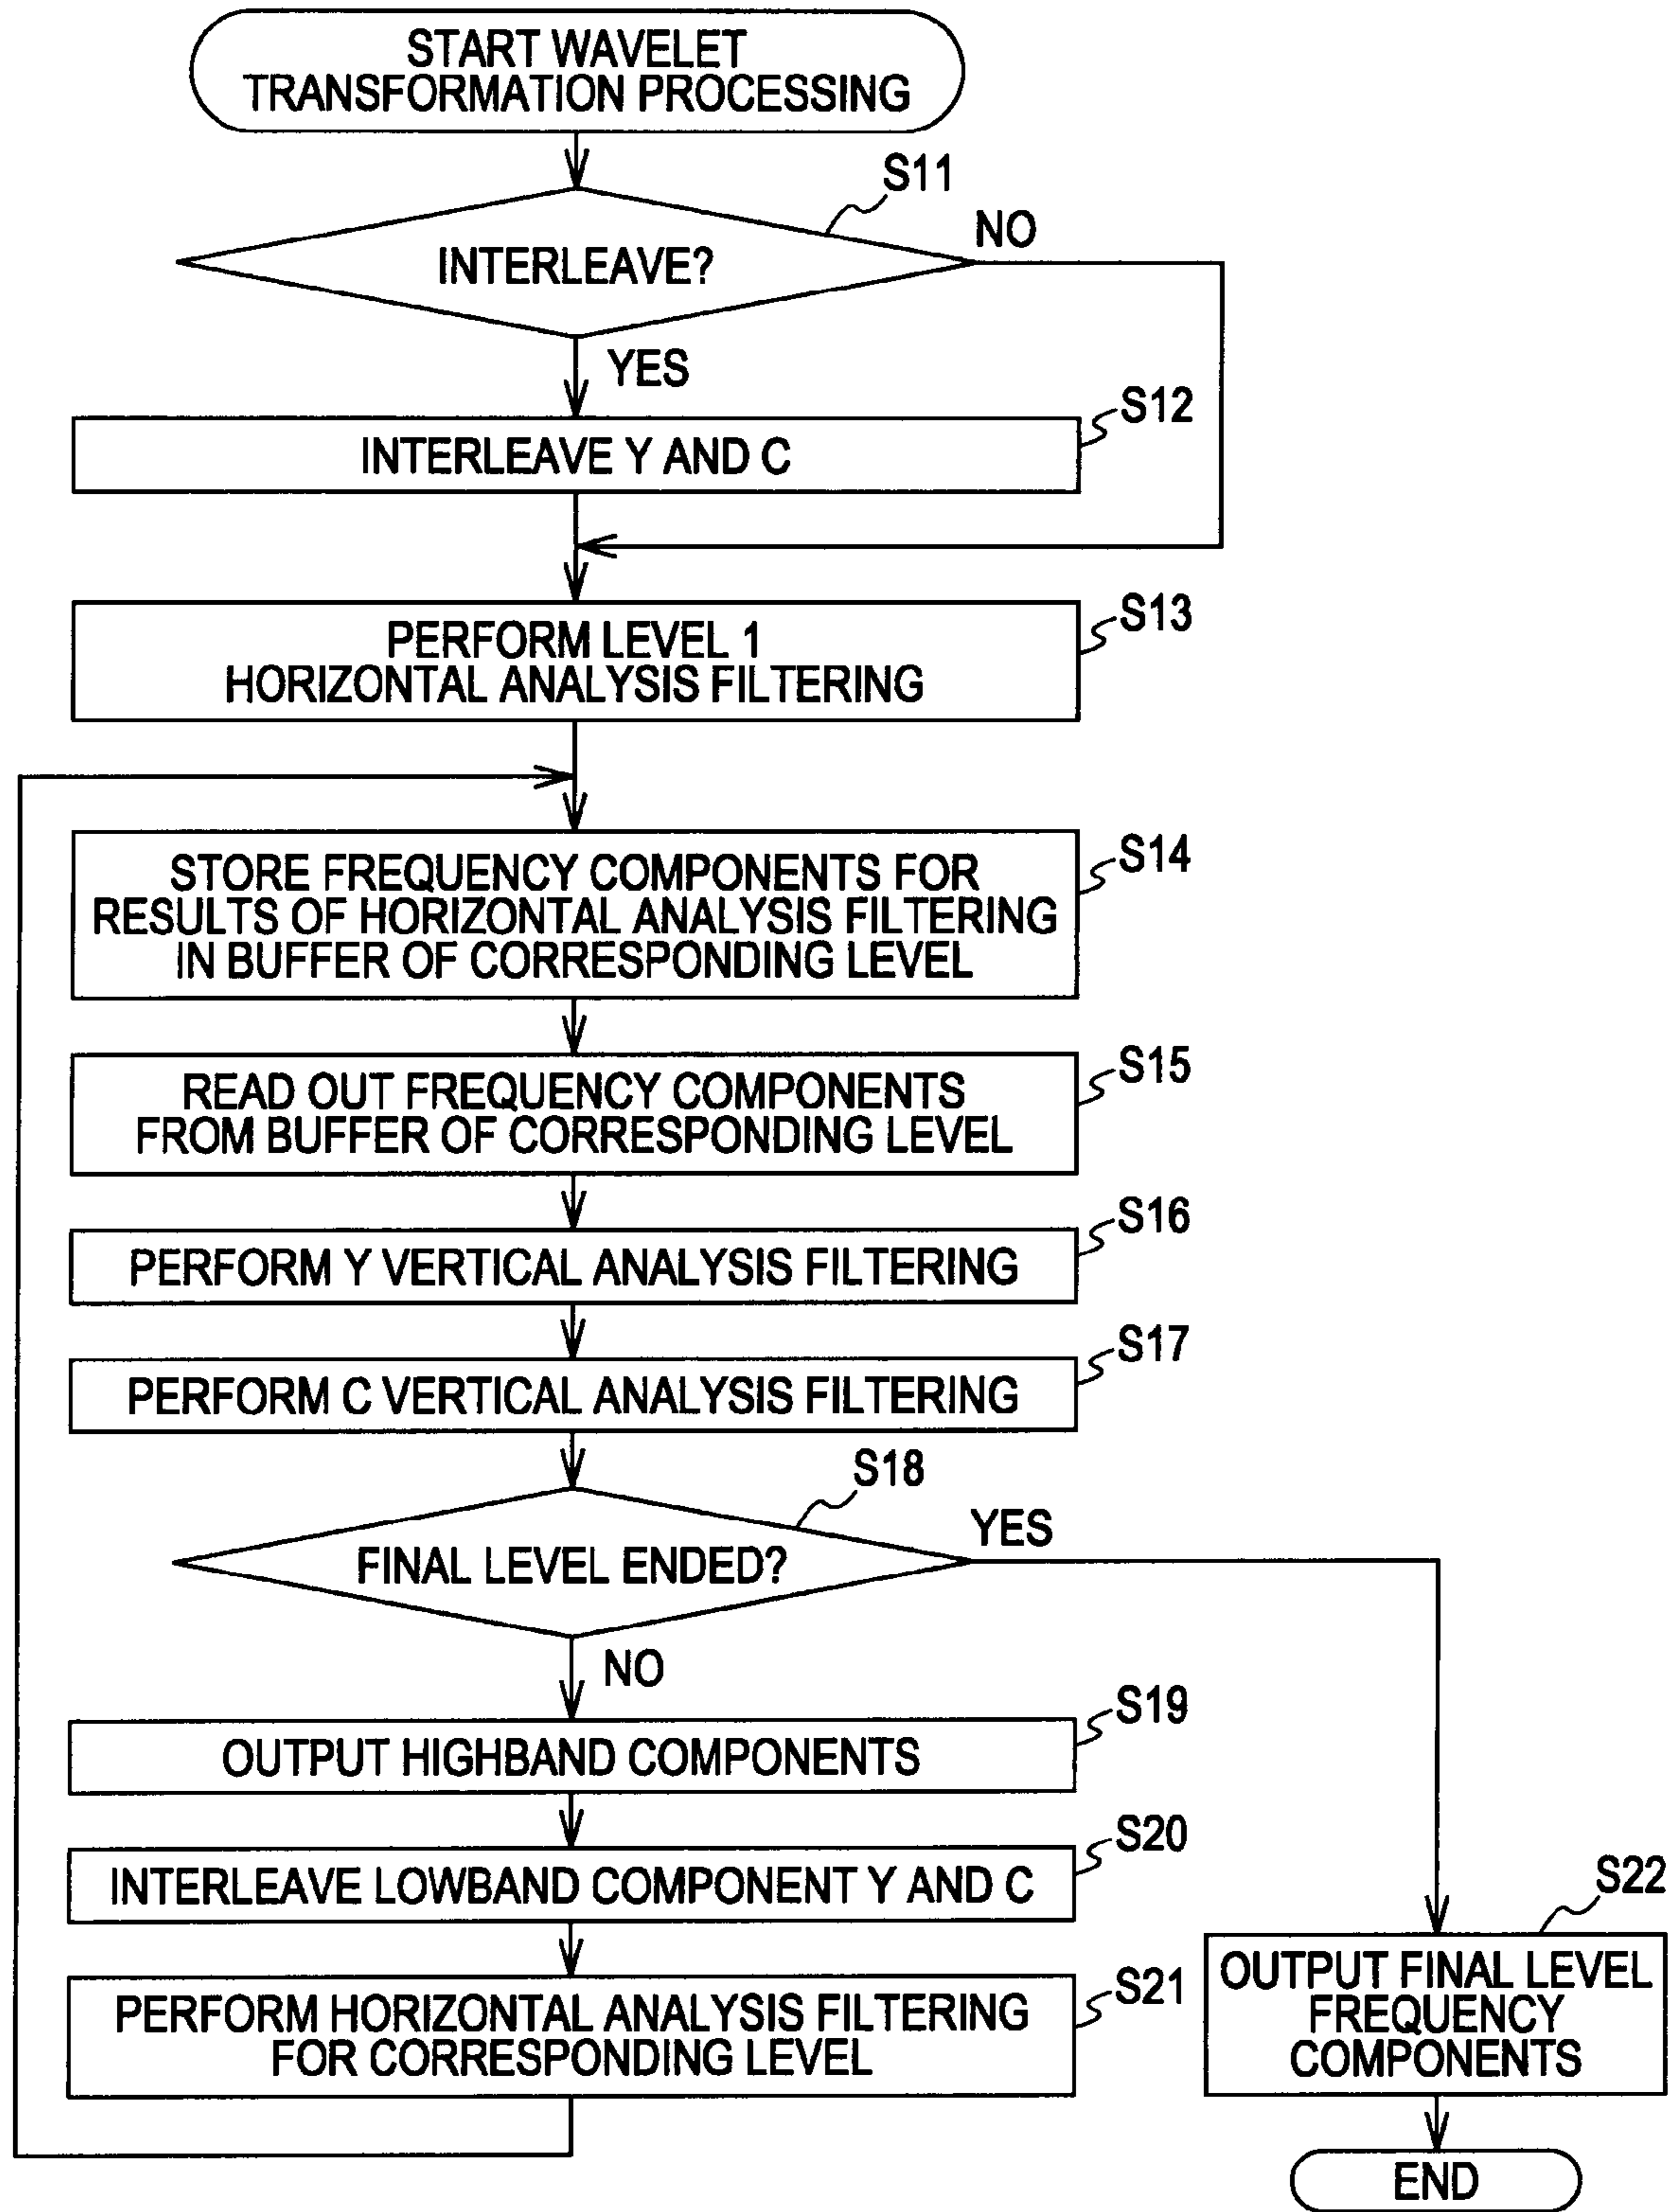 START WAVELET
TRANSFORMATION PROCESSING
S11
INTERLEAVE?
NO
YES
S12
INTERLEAVE Y AND C
S13
PERFORM LEVEL 1
HORIZONTAL ANALYSIS FILTERING
S14
STORE FREQUENCY COMPONENTS FOR
RESULTS OF HORIZONTAL ANALYSIS FILTERING
IN BUFFER OF CORRESPONDING LEVEL
S15
READ OUT FREQUENCY COMPONENTS
FROM BUFFER OF CORRESPONDING LEVEL
S16
PERFORM Y VERTICAL ANALYSIS FILTERING
S17
PERFORM C VERTICAL ANALYSIS FILTERING
S18
FINAL LEVEL ENDED?
YES
NO
S19
OUTPUT HIGHBAND COMPONENTS
S20
INTERLEAVE LOWBAND COMPONENT Y AND C
S21
PERFORM HORIZONTAL ANALYSIS FILTERING
FOR CORRESPONDING LEVEL
S22
OUTPUT FINAL LEVEL
FREQUENCY
COMPONENTS
END